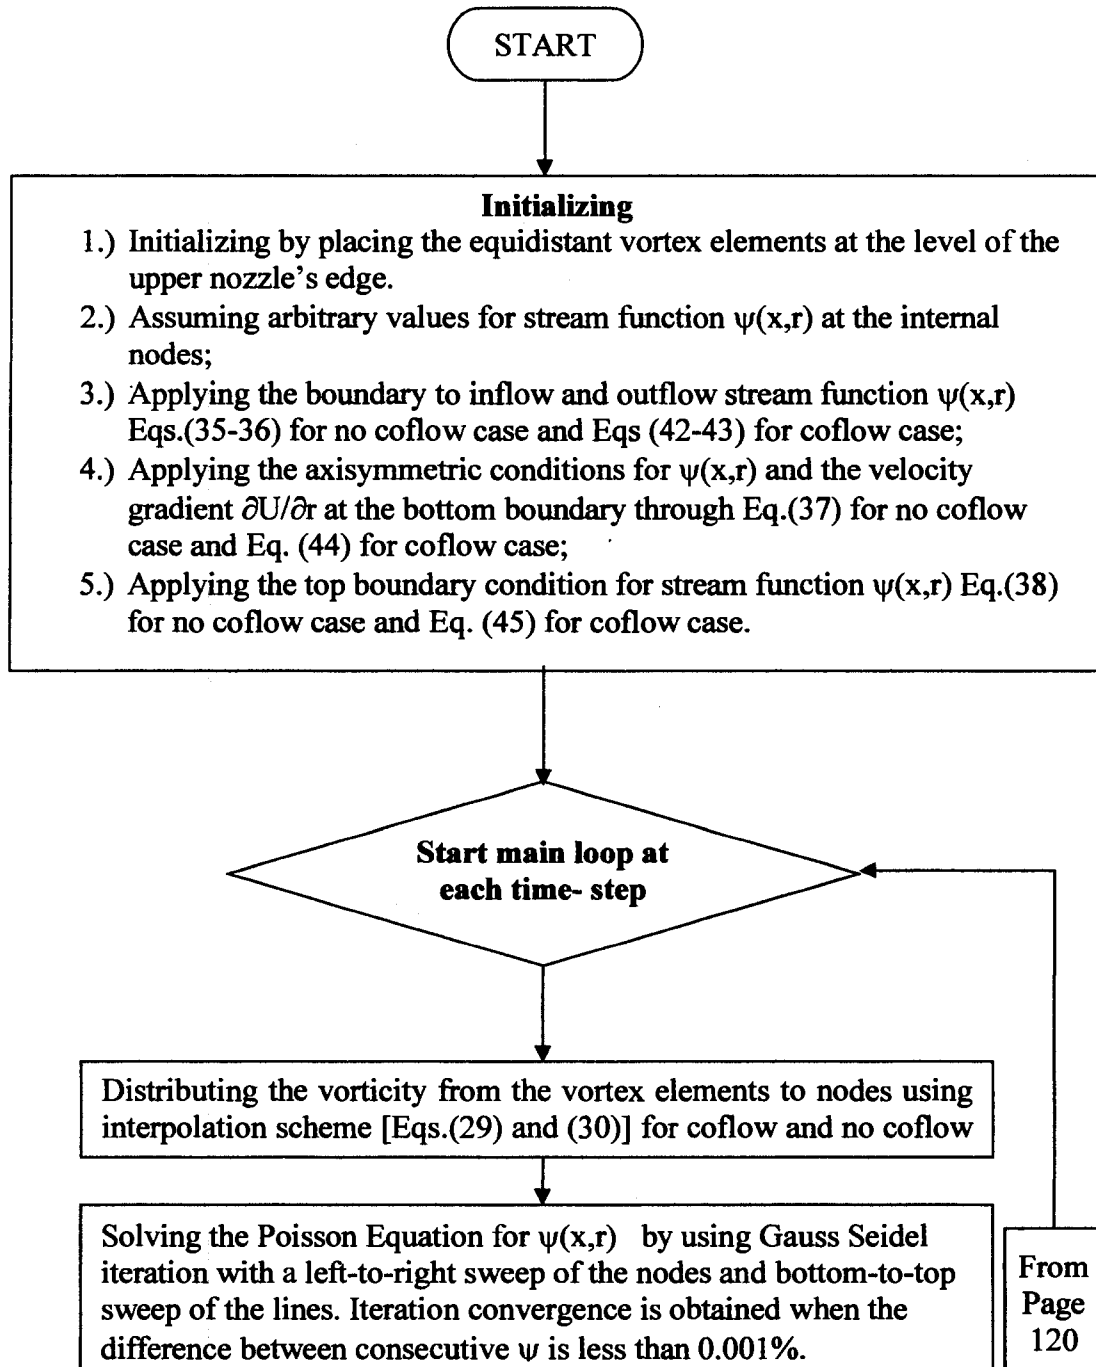 START
Initializing
1.) Initializing by placing the equidistant vortex elements at the level of the
upper nozzle's edge.
2.) Assuming arbitrary values for stream function ψ(x,r) at the internal
nodes;
3.) Applying the boundary to inflow and outflow stream function ψ(x,r)
Eqs.(35-36) for no coflow case and Eqs (42-43) for coflow case;
4.) Applying the axisymmetric conditions for ψ(x,r) and the velocity
gradient ∂U/∂r at the bottom boundary through Eq.(37) for no coflow
case and Eq. (44) for coflow case;
5.) Applying the top boundary condition for stream function ψ(x,r) Eq.(38)
for no coflow case and Eq. (45) for coflow case.
Start main loop at
each time- step
Distributing the vorticity from the vortex elements to nodes using
interpolation scheme [Eqs.(29) and (30)] for coflow and no coflow
Solving the Poisson Equation for ψ(x,r) by using Gauss Seidel
iteration with a left-to-right sweep of the nodes and bottom-to-top
sweep of the lines. Iteration convergence is obtained when the
difference between consecutive ψ is less than 0.001%.
From
Page
120